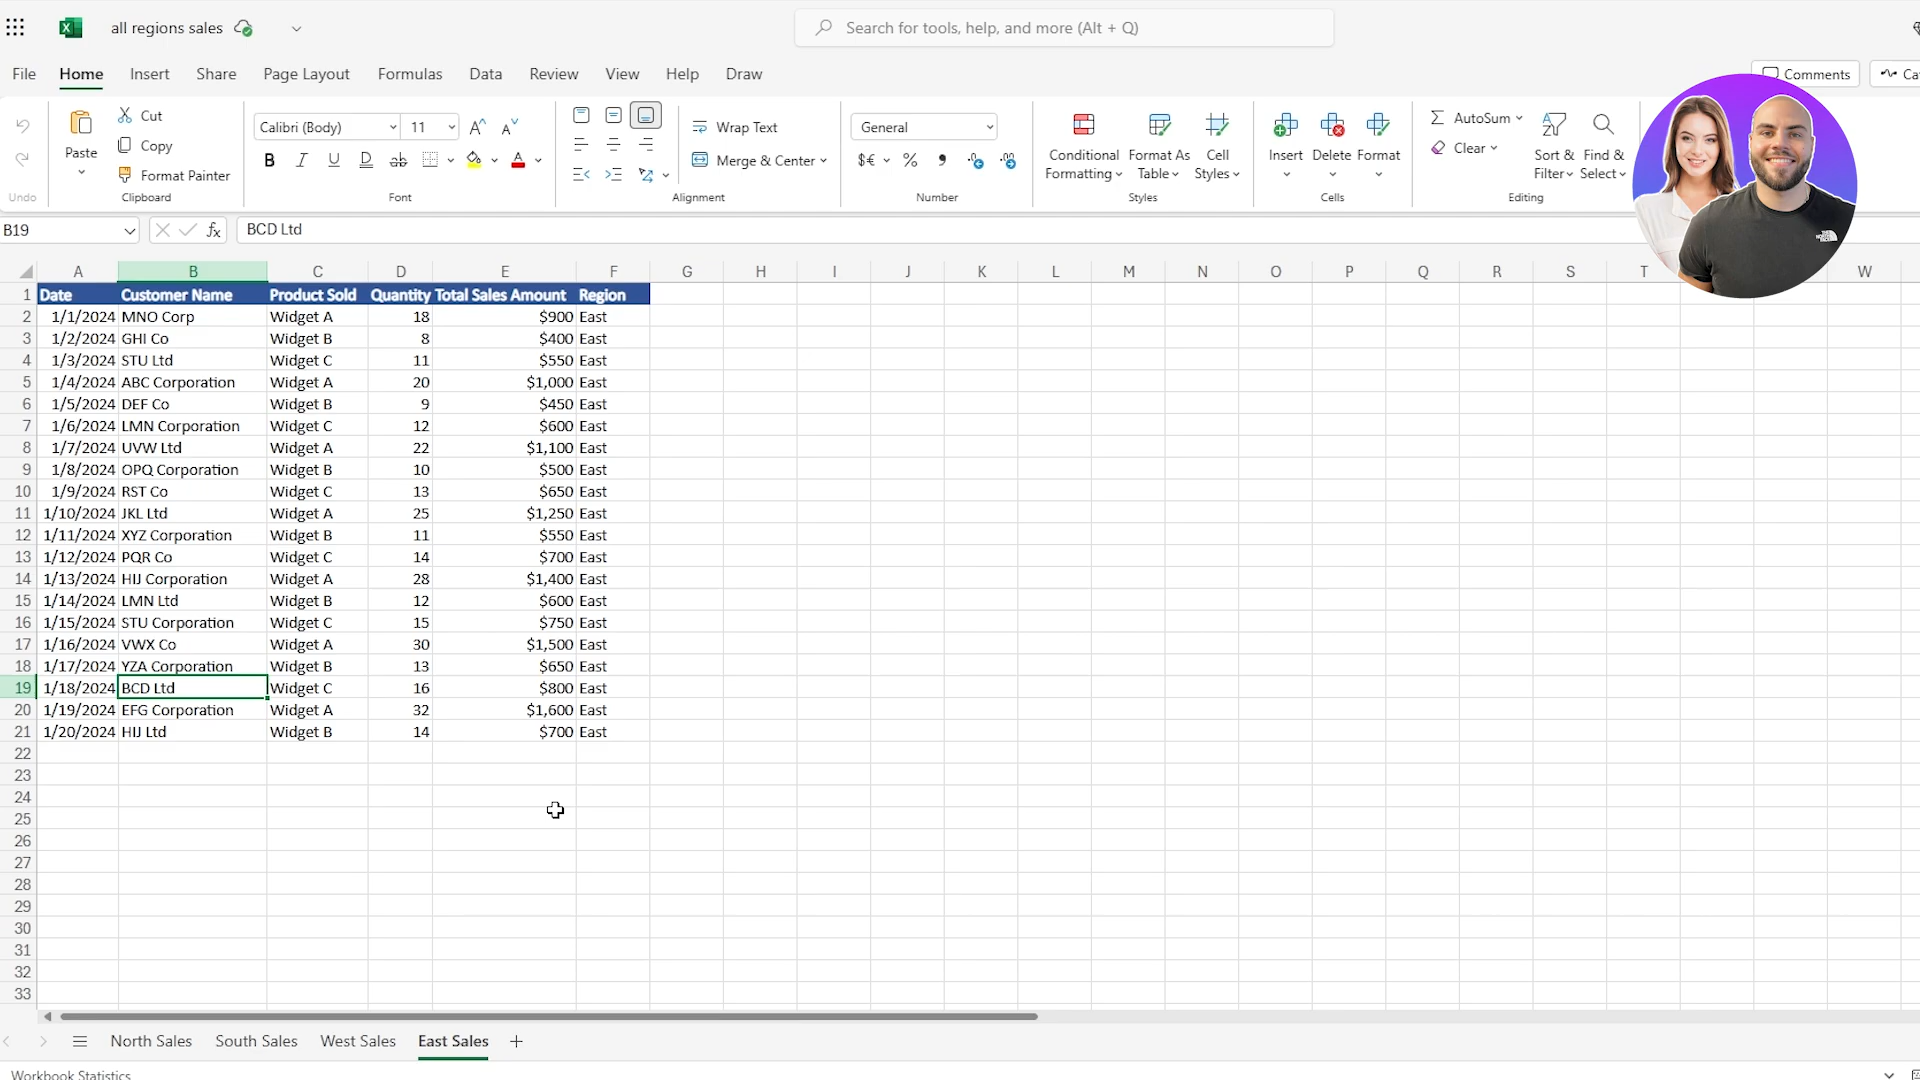 all regions sales
Search for tools, help, and more (Alt + Q)
File Home Insert Share Page Layout Formulas Data Review View Help Draw
Comments
Paste
Cut
Copy
Format Painter
Calibri (Body) 11
B I U D ab
A
Wrap Text
Merge & Center
General
$€ % 9
Conditional Formatting
Format As Table
Cell Styles
Insert Delete Format
AutoSum
Clear
Sort & Filter
Find & Select
Undo Clipboard Font Alignment Number Styles Cells Editing
THE NORTH FACE
B19 fx BCD Ltd
A B C D E F G H I J K L M N O P Q R S T W
1 Date Customer Name Product Sold Quantity Total Sales Amount Region
2 1/1/2024 MNO Corp Widget A 18 $900 East
3 1/2/2024 GHI Co Widget B 8 $400 East
4 1/3/2024 STU Ltd Widget C 11 $550 East
5 1/4/2024 ABC Corporation Widget A 20 $1,000 East
6 1/5/2024 DEF Co Widget B 9 $450 East
7 1/6/2024 LMN Corporation Widget C 12 $600 East
8 1/7/2024 UVW Ltd Widget A 22 $1,100 East
9 1/8/2024 OPQ Corporation Widget B 10 $500 East
10 1/9/2024 RST Co Widget C 13 $650 East
11 1/10/2024 JKL Ltd Widget A 25 $1,250 East
12 1/11/2024 XYZ Corporation Widget B 11 $550 East
13 1/12/2024 PQR Co Widget C 14 $700 East
14 1/13/2024 HIJ Corporation Widget A 28 $1,400 East
15 1/14/2024 LMN Ltd Widget B 12 $600 East
16 1/15/2024 STU Corporation Widget C 15 $750 East
17 1/16/2024 VWX Co Widget A 30 $1,500 East
18 1/17/2024 YZA Corporation Widget B 13 $650 East
19 1/18/2024 BCD Ltd Widget C 16 $800 East
20 1/19/2024 EFG Corporation Widget A 32 $1,600 East
21 1/20/2024 HIJ Ltd Widget B 14 $700 East
22
23
24
25
26
27
28
29
30
31
32
33
North Sales South Sales West Sales East Sales
Workbook Statistics